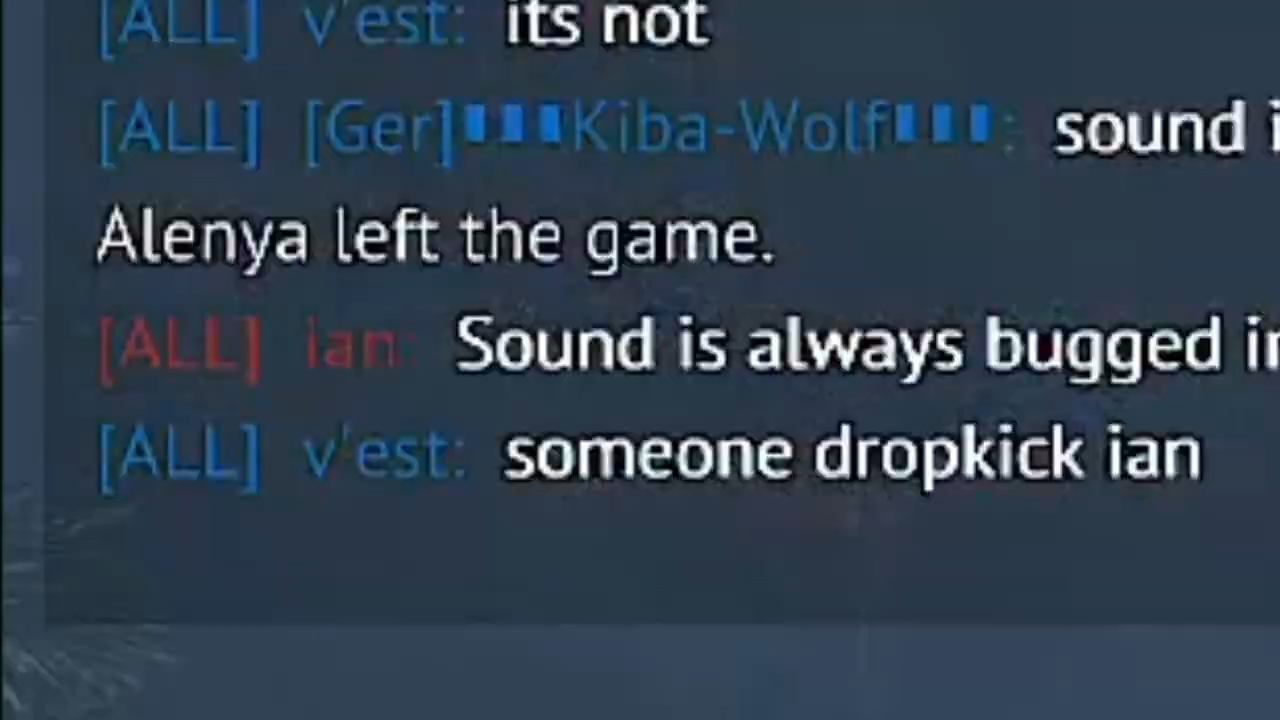 [ALL] v'est: its not
[ALL] [Ger]▮▮▮Kiba-Wolf▮▮▮: sound
Alenya left the game.
[ALL] ian: Sound is always bugged
[ALL] v'est: someone dropkick ian